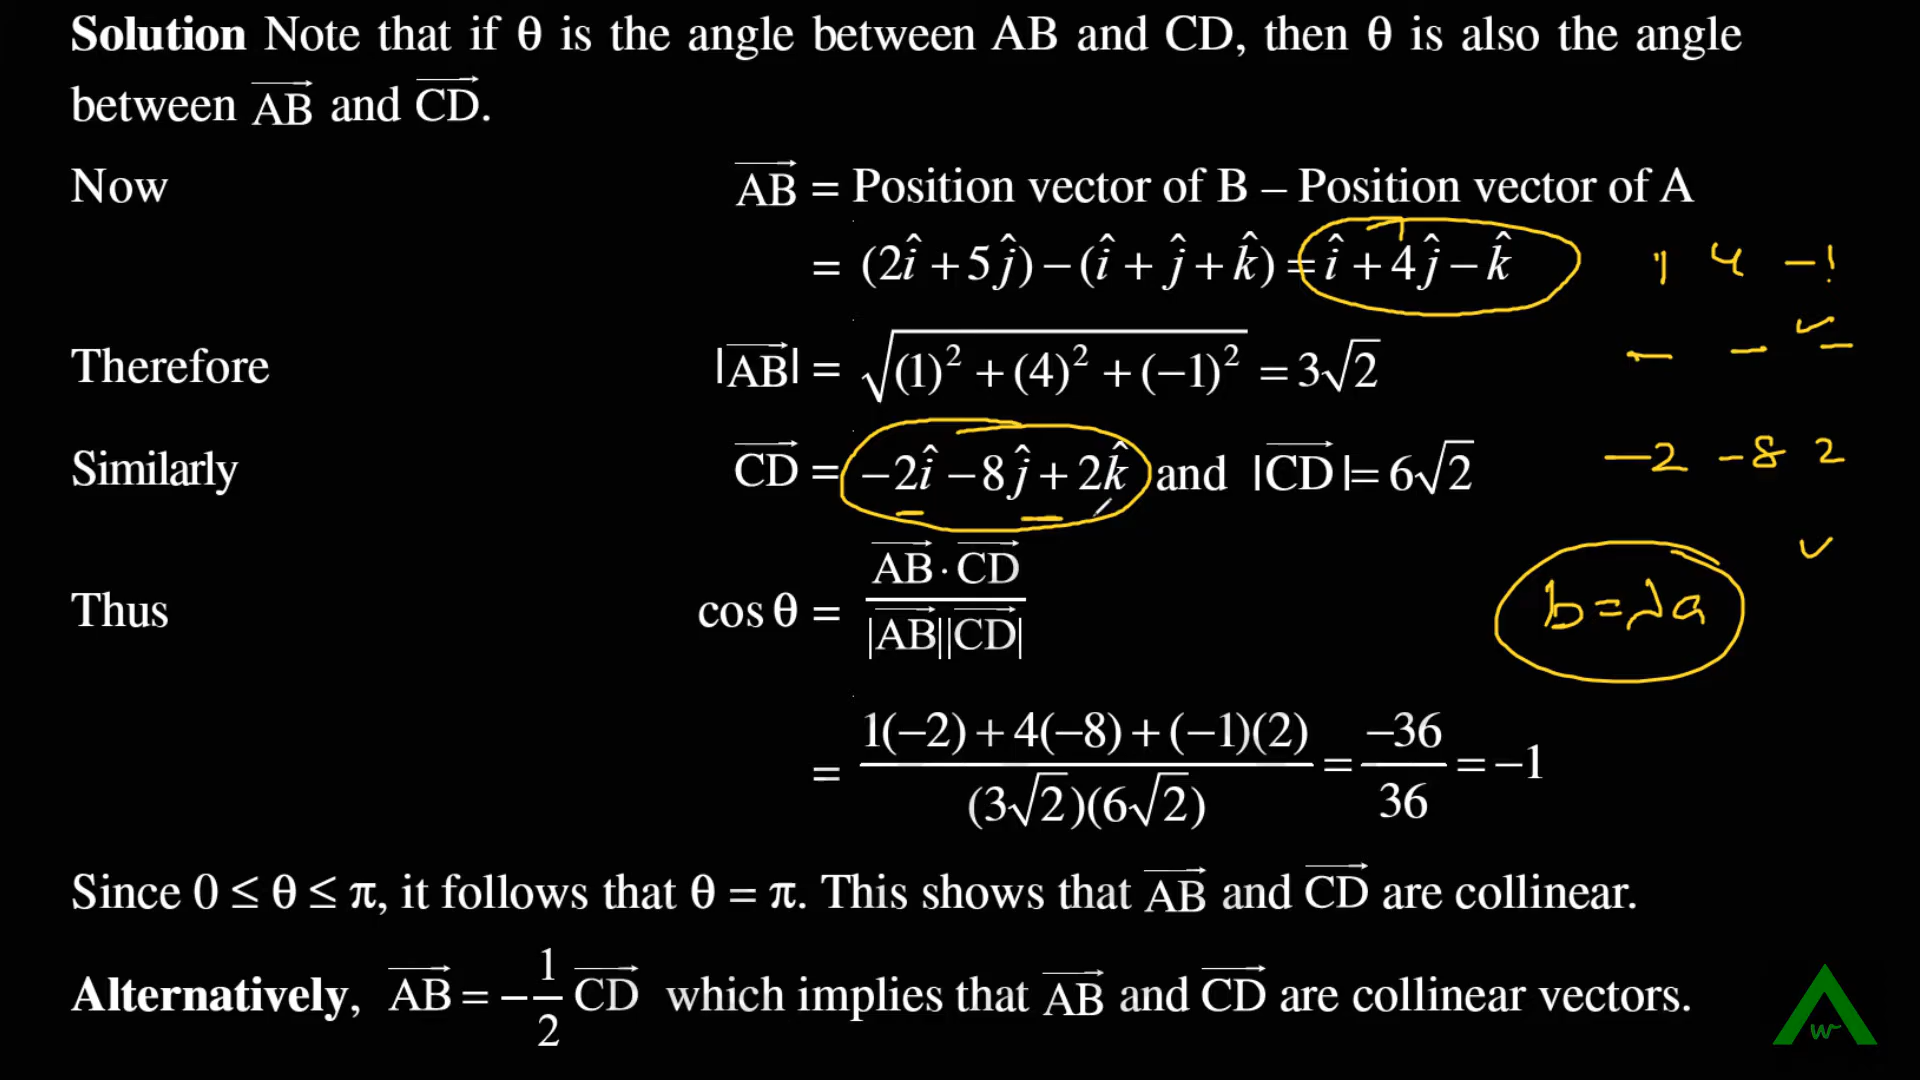 Solution Note that if θ is the angle between AB and CD, then θ is also the angle
between AB⃗ and CD⃗.
Now AB⃗ = Position vector of B – Position vector of A
= (2î + 5ĵ) − (î + ĵ + k̂) = î + 4ĵ − k̂ 1 4 −1
Therefore |AB⃗| = √((1)² + (4)² + (−1)²) = 3√2 – – –
Similarly CD⃗ = −2î − 8ĵ + 2k̂ and |CD⃗| = 6√2 −2 −8 2
Thus cos θ = (AB⃗ · CD⃗) / (|AB⃗||CD⃗|) b = λa
= (1(−2) + 4(−8) + (−1)(2)) / ((3√2)(6√2)) = −36/36 = −1
Since 0 ≤ θ ≤ π, it follows that θ = π. This shows that AB⃗ and CD⃗ are collinear.
Alternatively, AB⃗ = −1/2 CD⃗ which implies that AB⃗ and CD⃗ are collinear vectors.
w